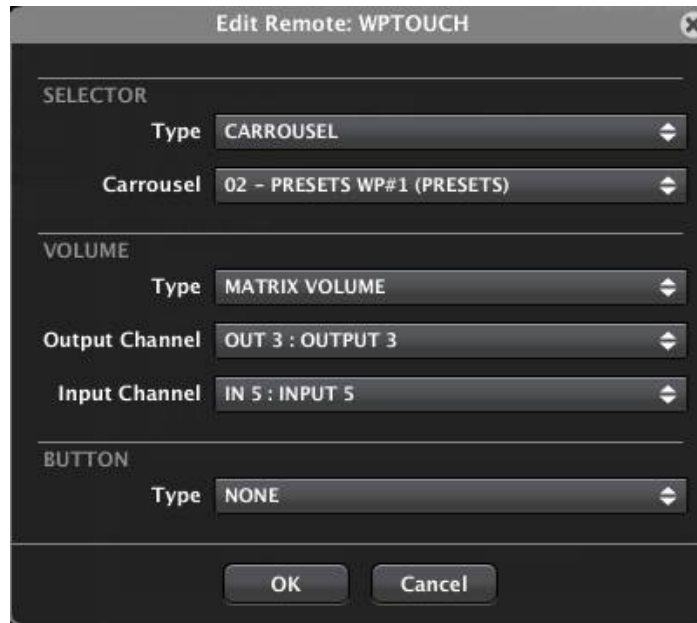 Edit Remote: WPTOUCH
SELECTOR
Type CARROUSEL
Carrousel 02 - PRESETS WP#1 (PRESETS)
VOLUME
Type MATRIX VOLUME
Output Channel OUT 3 : OUTPUT 3
Input Channel IN 5 : INPUT 5
BUTTON
Type NONE
OK Cancel